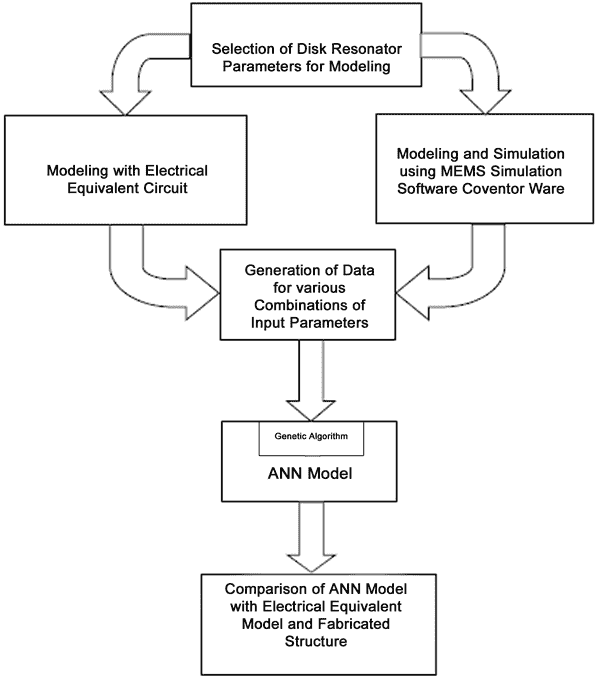 Selection of Disk Resonator
Parameters for Modeling
Modeling with Electrical
Equivalent Circuit
Modeling and Simulation
using MEMS Simulation
Software Coventor Ware
Generation of Data
for various
Combinations of
Input Parameters
Genetic Algorithm
ANN Model
Comparison of ANN Model
with Electrical Equivalent
Model and Fabricated
Structure